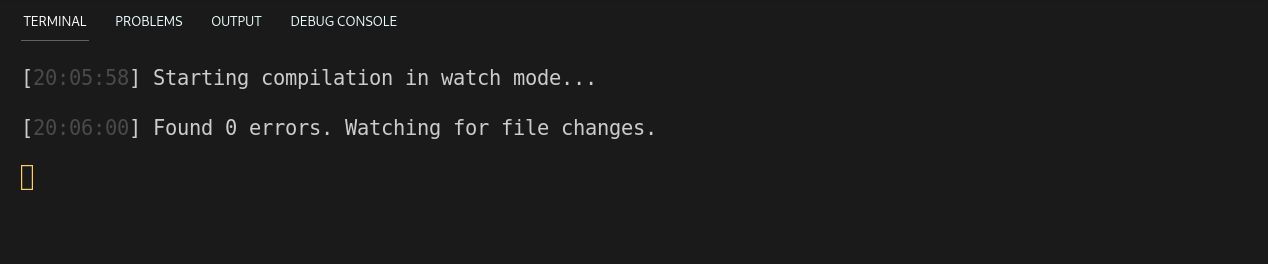 TERMINAL PROBLEMS OUTPUT DEBUG CONSOLE
[20:05:58] Starting compilation in watch mode...
[20:06:00] Found 0 errors. Watching for file changes.